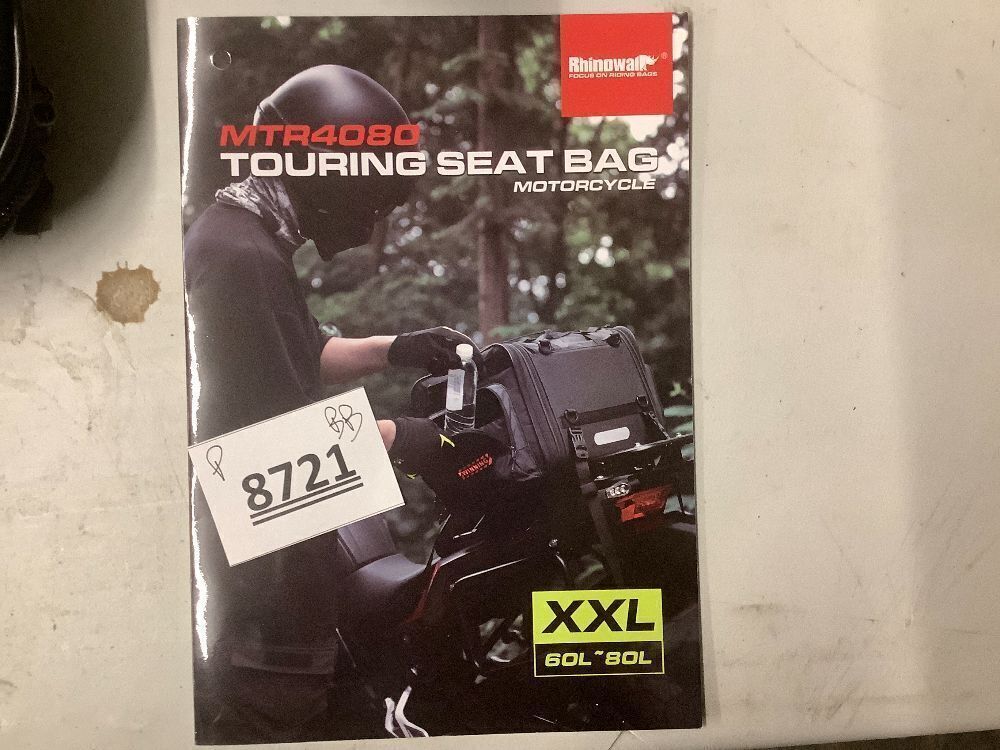 Rhinowalk®
FOCUS ON RIDING BAGS
MTR4080
TOURING SEAT BAG
MOTORCYCLE
P
BB
8721
XXL
60L~80L